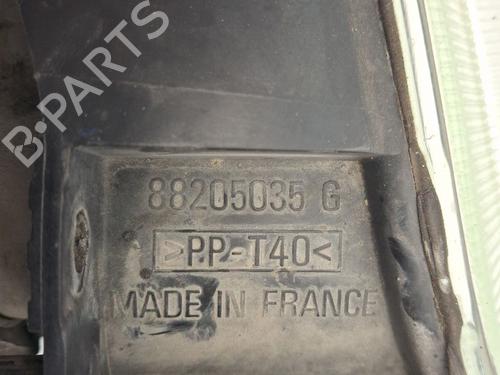 B-PARTS
88205035 G
>PP-T40<
MADE IN FRANCE